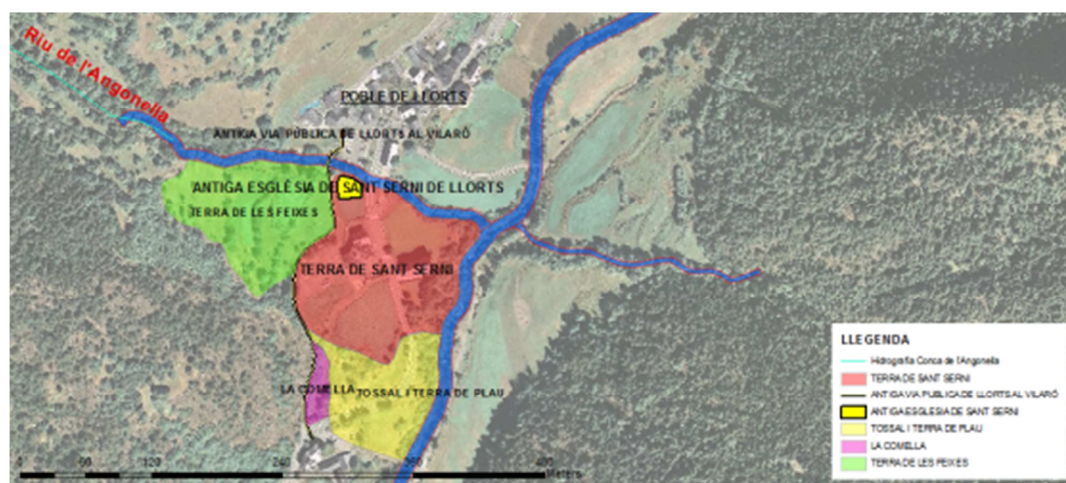 Riu de l'Angonella
POBLE DE LLORTS
ANTIGA VIA PÚBLICA DE LLORTS AL VILARÓ
ANTIGA ESGLÉSIA DE SANT SERNI DE LLORTS
TERRA DE LES FEIXES
TERRA DE SANT SERNI
LA COMELLA
TOSSAL I TERRA DE PLAU
0 60 120 240 360 480
Meters
LLEGENDA
Hidrografia Conca de l'Angonella
TERRA DE SANT SERNI
ANTIGA VIA PUBLICA DE LLORTS AL VILARÓ
ANTIGA ESGLESIA DE SANT SERNI
TOSSAL I TERRA DE PLAU
LA COMELLA
TERRA DE LES FEIXES